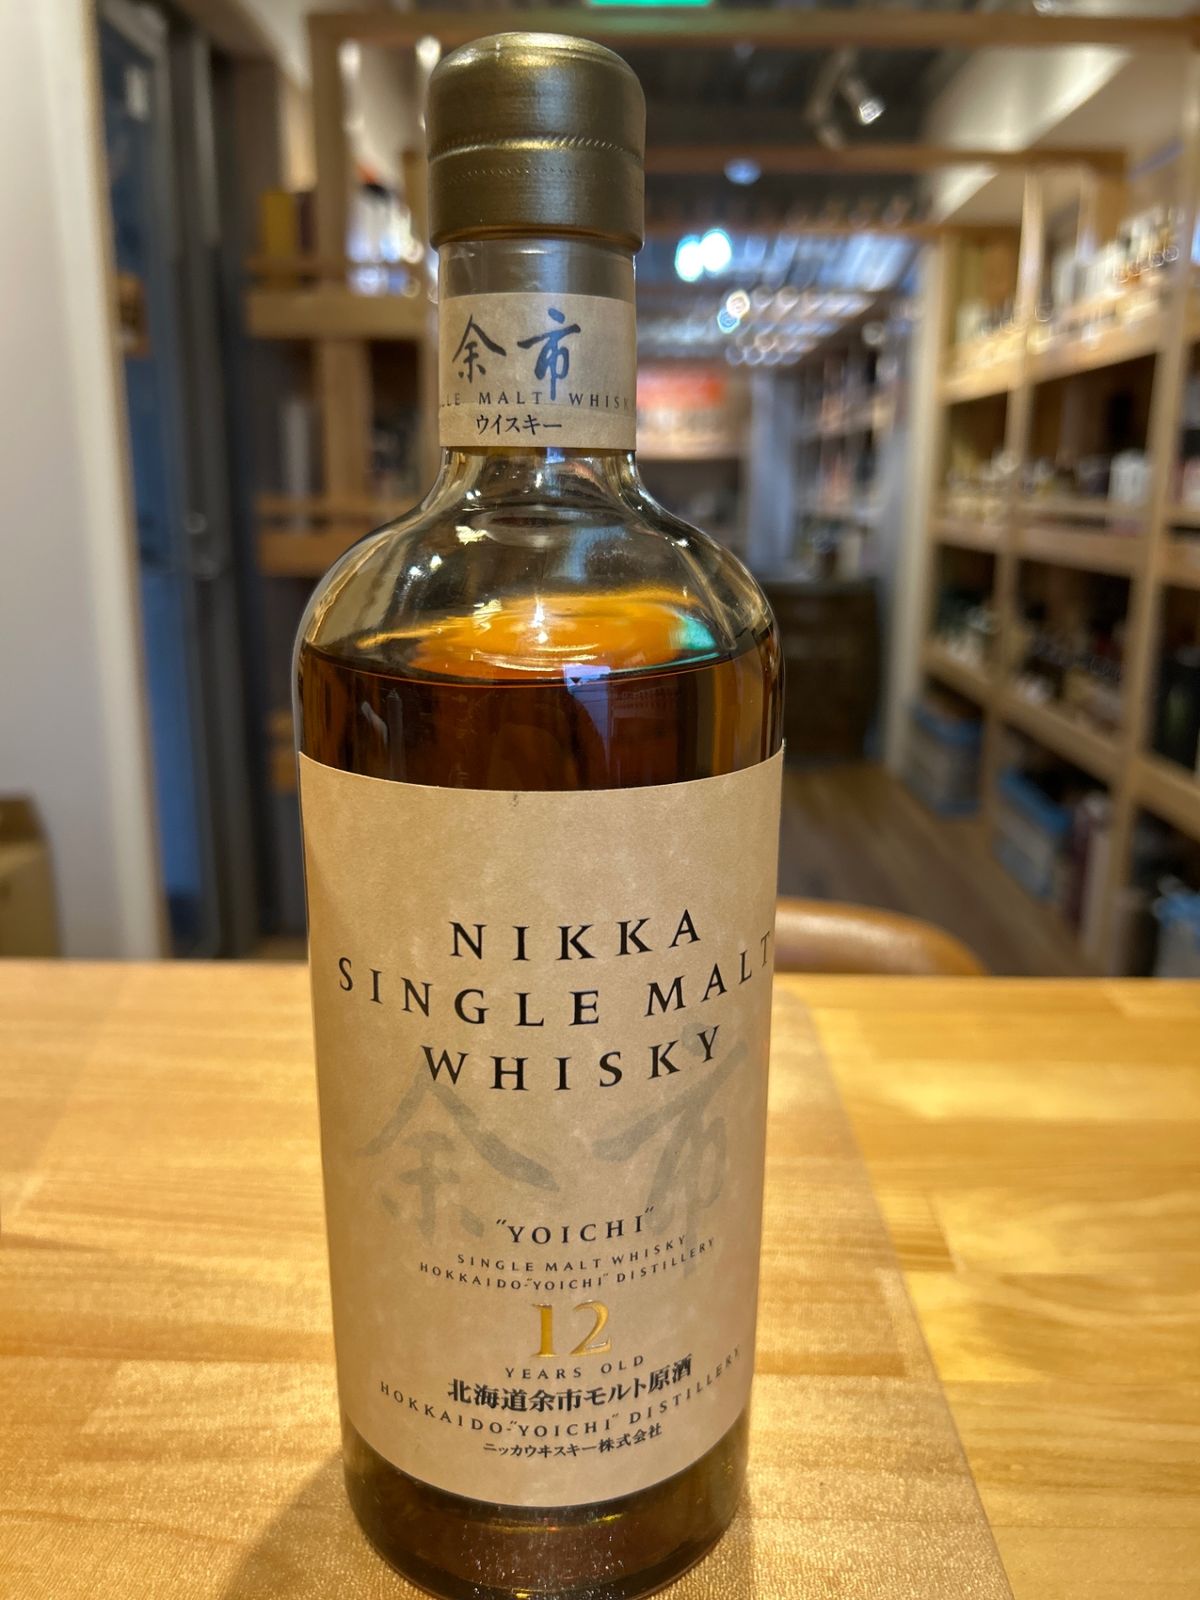 余市
LE MALT WHISK
ウイスキー
NIKKA
SINGLE MALT
WHISKY
余市
"YOICHI"
SINGLE MALT WHISKY
HOKKAIDO-"YOICHI" DISTILLERY
12
YEARS OLD
北海道余市モルト原酒
HOKKAIDO-"YOICHI" DISTILLERY
ニッカウヰスキー株式会社